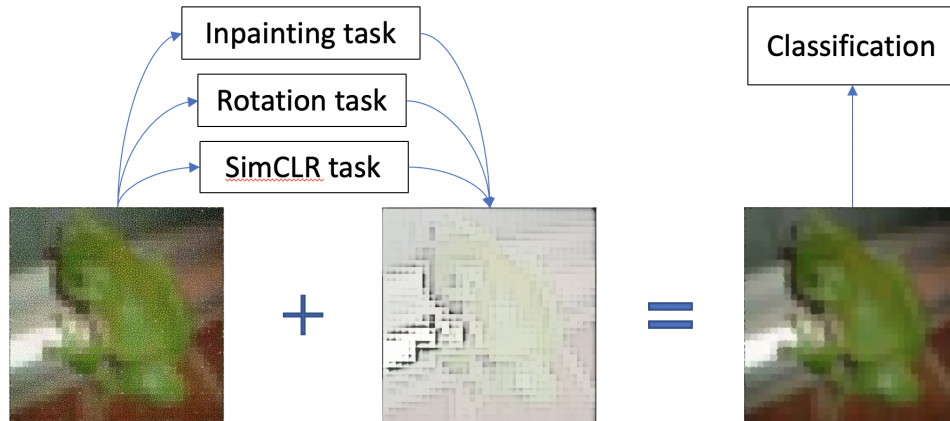 Inpainting task
Classification
Rotation task
SimCLR task
+
=